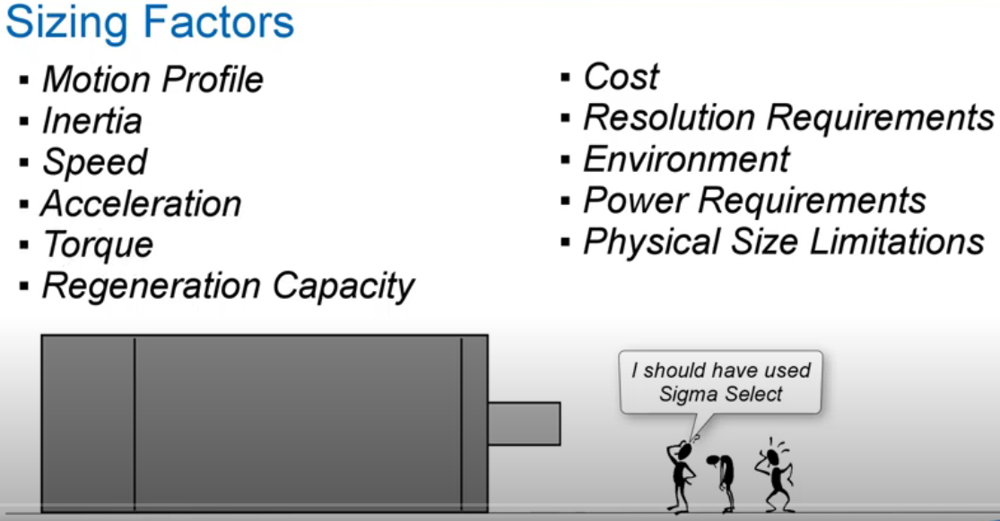 Sizing Factors
▪ Motion Profile
▪ Inertia
▪ Speed
▪ Acceleration
▪ Torque
▪ Regeneration Capacity
▪ Cost
▪ Resolution Requirements
▪ Environment
▪ Power Requirements
▪ Physical Size Limitations
I should have used
Sigma Select